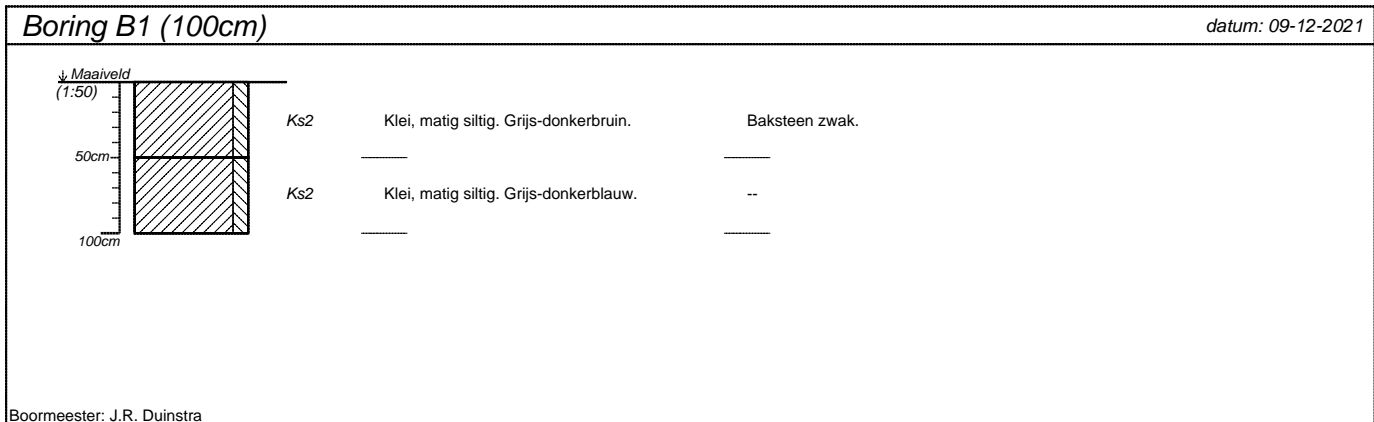 Boring B1 (100cm) datum: 09-12-2021
Maaiveld
(1:50)
Ks2 Klei, matig siltig. Grijs-donkerbruin. Baksteen zwak.
50cm
Ks2 Klei, matig siltig. Grijs-donkerblauw. --
100cm
Boormeester: J.R. Duinstra